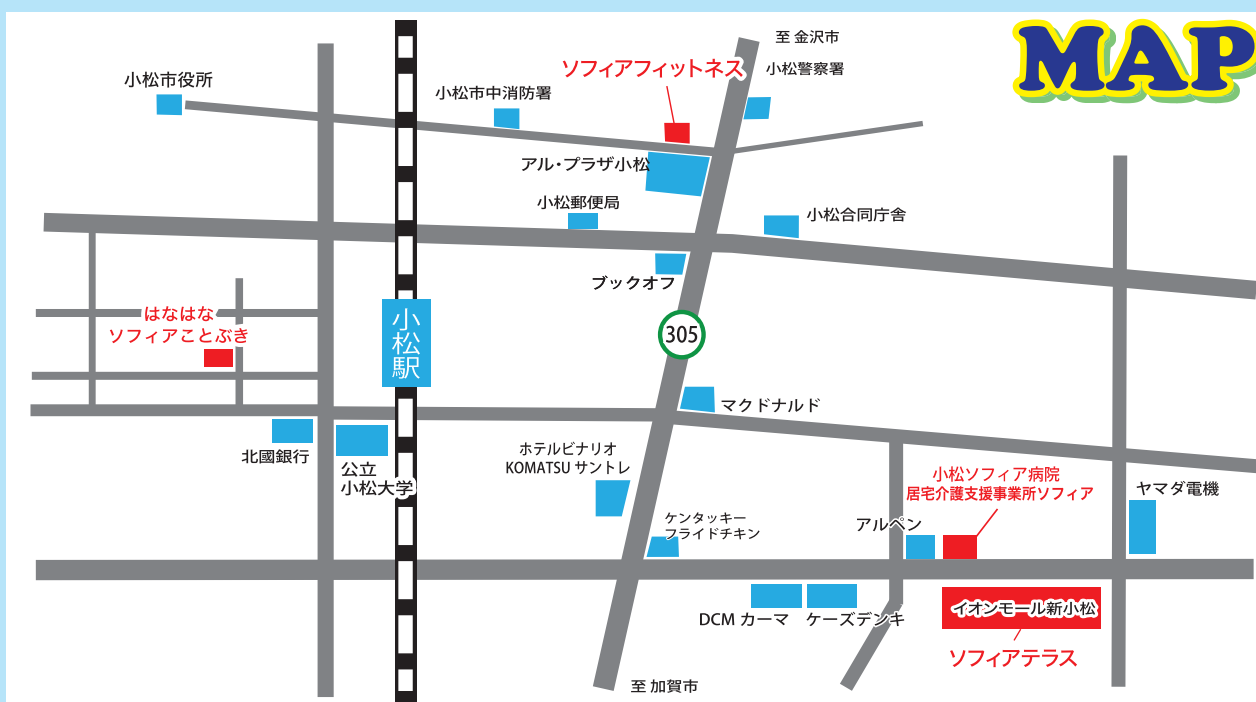 MAP
至 金沢市
ソフィアフィットネス
小松警察署
小松市役所
小松市中消防署
アル・プラザ小松
小松郵便局
小松合同庁舎
ブックオフ
はなはな
ソフィアことぶき
小松駅
305
マクドナルド
北國銀行
公立
小松大学
ホテルビナリオ
KOMATSU サントレ
小松ソフィア病院
居宅介護支援事業所ソフィア
ヤマダ電機
ケンタッキー
フライドチキン
アルペン
DCM カーマ
ケーズデンキ
イオンモール新小松
ソフィアテラス
至 加賀市